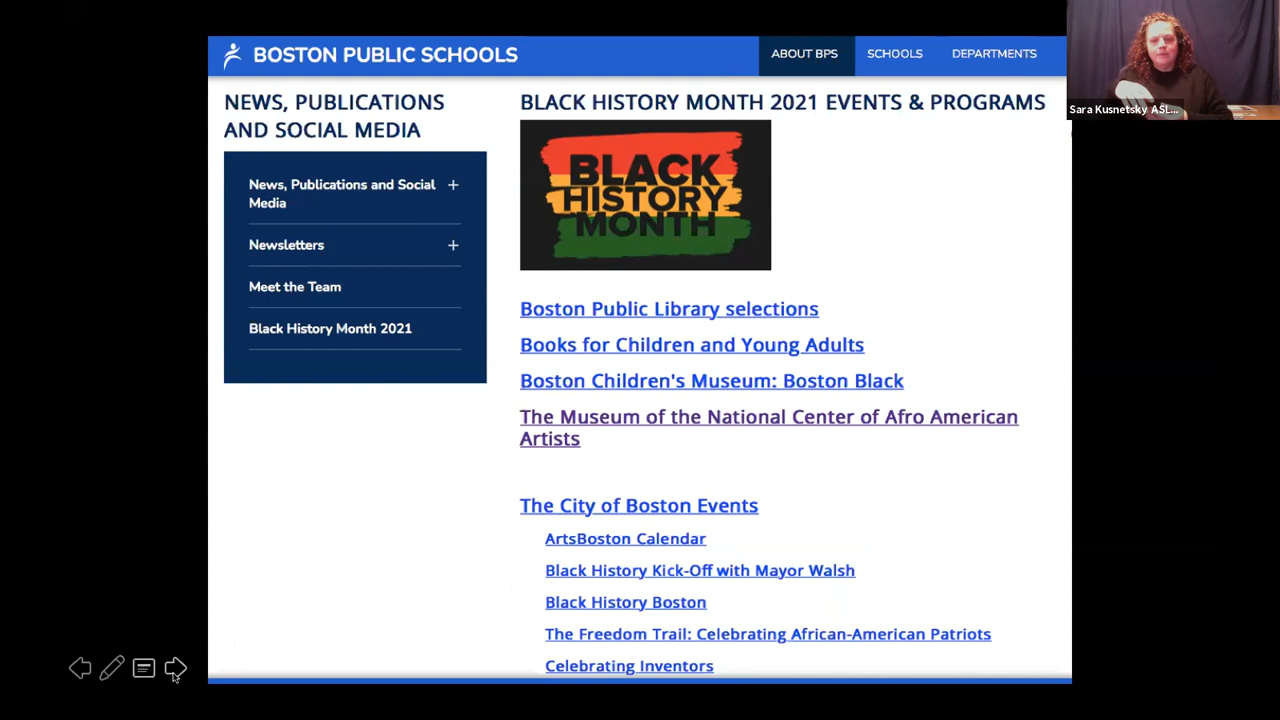 BOSTON PUBLIC SCHOOLS
ABOUT BPS
SCHOOLS
DEPARTMENTS
Sara Kusnetsky ASL...
NEWS, PUBLICATIONS
AND SOCIAL MEDIA
News, Publications and Social
Media
Newsletters
Meet the Team
Black History Month 2021
BLACK HISTORY MONTH 2021 EVENTS & PROGRAMS
BLACK
HISTORY
MONTH
Boston Public Library selections
Books for Children and Young Adults
Boston Children's Museum: Boston Black
The Museum of the National Center of Afro American
Artists
The City of Boston Events
ArtsBoston Calendar
Black History Kick-Off with Mayor Walsh
Black History Boston
The Freedom Trail: Celebrating African-American Patriots
Celebrating Inventors